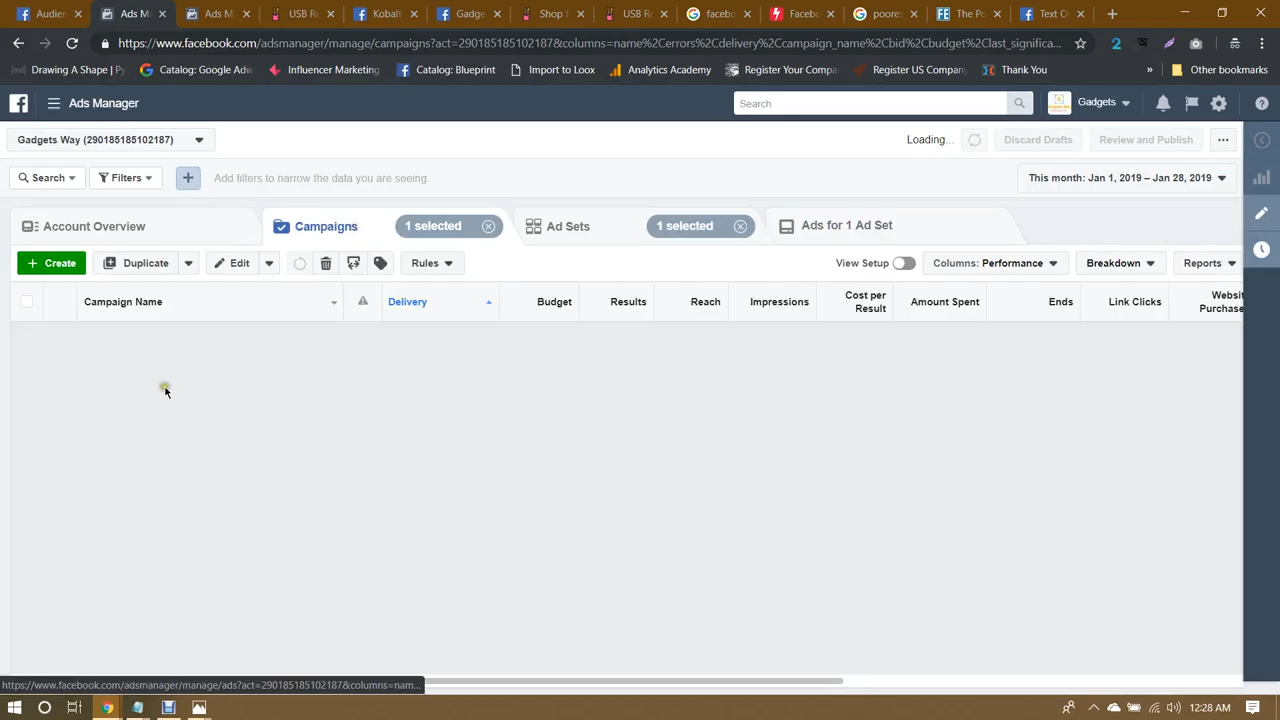 Audien
Ads Ma
Ads M
USB R
Kobalt
Gadge
Shop f
USB R
facebo
Faceb
poores
The Po
Text O
https://www.facebook.com/adsmanager/manage/campaigns?act=290185185102187&columns=name%2Cerrors%2Cdelivery%2Ccampaign_name%2Cbid%2Cbudget%2Clast_significa...
Drawing A Shape | Py
Catalog: Google Adw
Influencer Marketing
Catalog: Blueprint
Import to Loox
Analytics Academy
Register Your Comp
Register US Company
Thank You
»
Other bookmarks
Ads Manager
Search
Gadgets
Gadgets Way (290185185102187)
Loading...
Discard Drafts
Review and Publish
Search
Filters
Add filters to narrow the data you are seeing.
This month: Jan 1, 2019 – Jan 28, 2019
Account Overview
Campaigns
1 selected
Ad Sets
1 selected
Ads for 1 Ad Set
+ Create
Duplicate
Edit
Rules
View Setup
Columns: Performance
Breakdown
Reports
Campaign Name
Delivery
Budget
Results
Reach
Impressions
Cost per
Result
Amount Spent
Ends
Link Clicks
Websit
Purchase
https://www.facebook.com/adsmanager/manage/ads?act=290185185102187&columns=nam...
12:28 AM